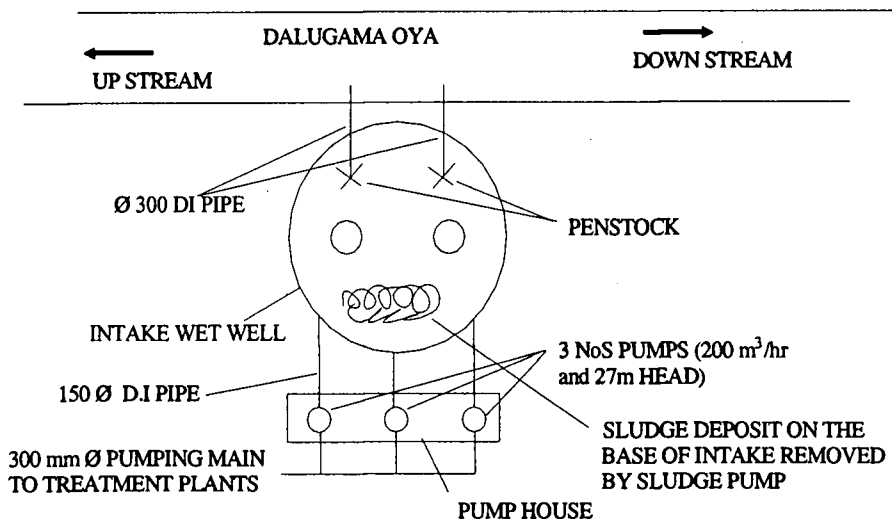 DALUGAMA OYA
UP STREAM
DOWN STREAM
Ø 300 DI PIPE
PENSTOCK
INTAKE WET WELL
3 NoS PUMPS (200 m³/hr
and 27m HEAD)
150 Ø D.I PIPE
SLUDGE DEPOSIT ON THE
BASE OF INTAKE REMOVED
BY SLUDGE PUMP
300 mm Ø PUMPING MAIN
TO TREATMENT PLANTS
PUMP HOUSE